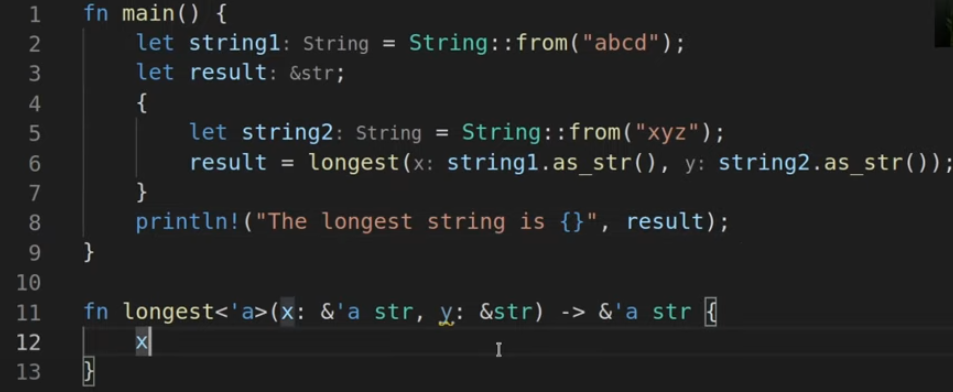 1 fn main() {
2 let string1: String = String::from("abcd");
3 let result: &str;
4 {
5 let string2: String = String::from("xyz");
6 result = longest(x: string1.as_str(), y: string2.as_str());
7 }
8 println!("The longest string is {}", result);
9 }
10
11 fn longest<'a>(x: &'a str, y: &str) -> &'a str {
12 x
13 }